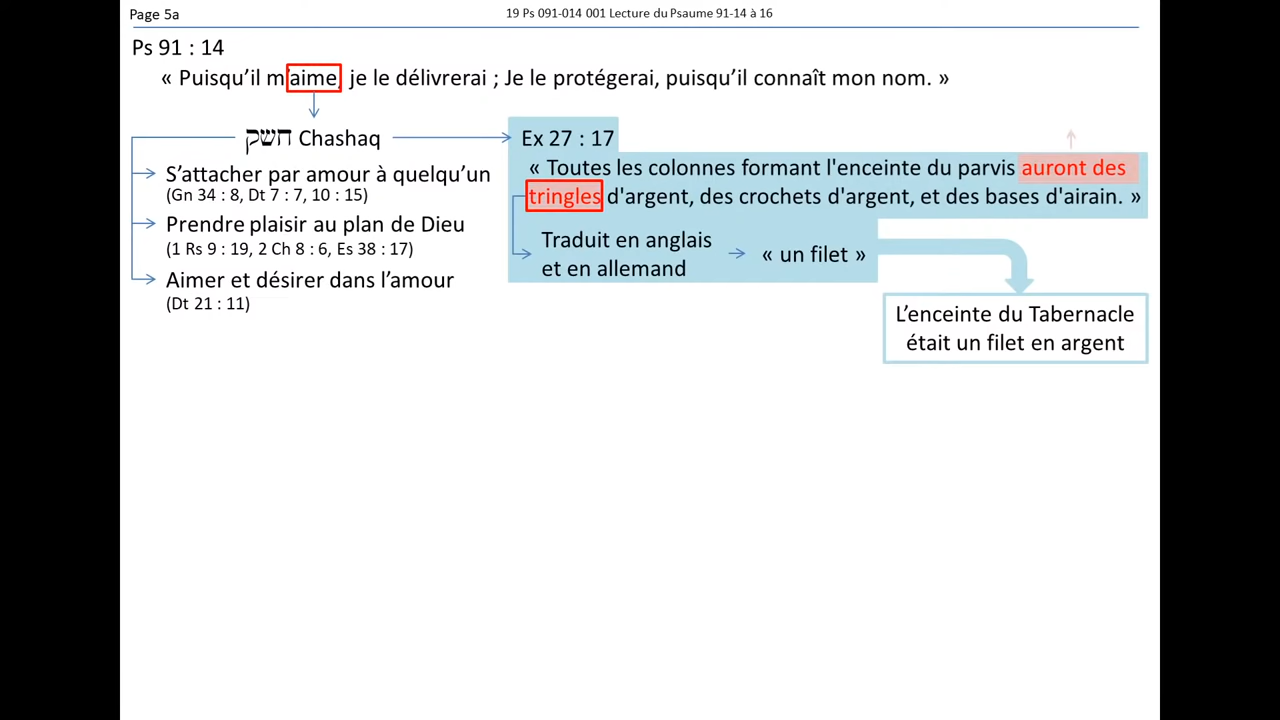 Page 5a
19 Ps 091-014 001 Lecture du Psaume 91-14 à 16
Ps 91 : 14
« Puisqu’il m’aime, je le délivrerai ; Je le protégerai, puisqu’il connaît mon nom. »
חשק Chashaq
S’attacher par amour à quelqu’un
(Gn 34 : 8, Dt 7 : 7, 10 : 15)
Prendre plaisir au plan de Dieu
(1 Rs 9 : 19, 2 Ch 8 : 6, Es 38 : 17)
Aimer et désirer dans l’amour
(Dt 21 : 11)
Ex 27 : 17
« Toutes les colonnes formant l'enceinte du parvis auront des
tringles d'argent, des crochets d'argent, et des bases d'airain. »
Traduit en anglais
et en allemand
« un filet »
L’enceinte du Tabernacle
était un filet en argent